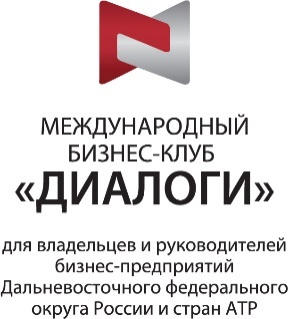 МЕЖДУНАРОДНЫЙ
БИЗНЕС-КЛУБ
«ДИАЛОГИ»
для владельцев и руководителей
бизнес-предприятий
Дальневосточного федерального
округа России и стран АТР